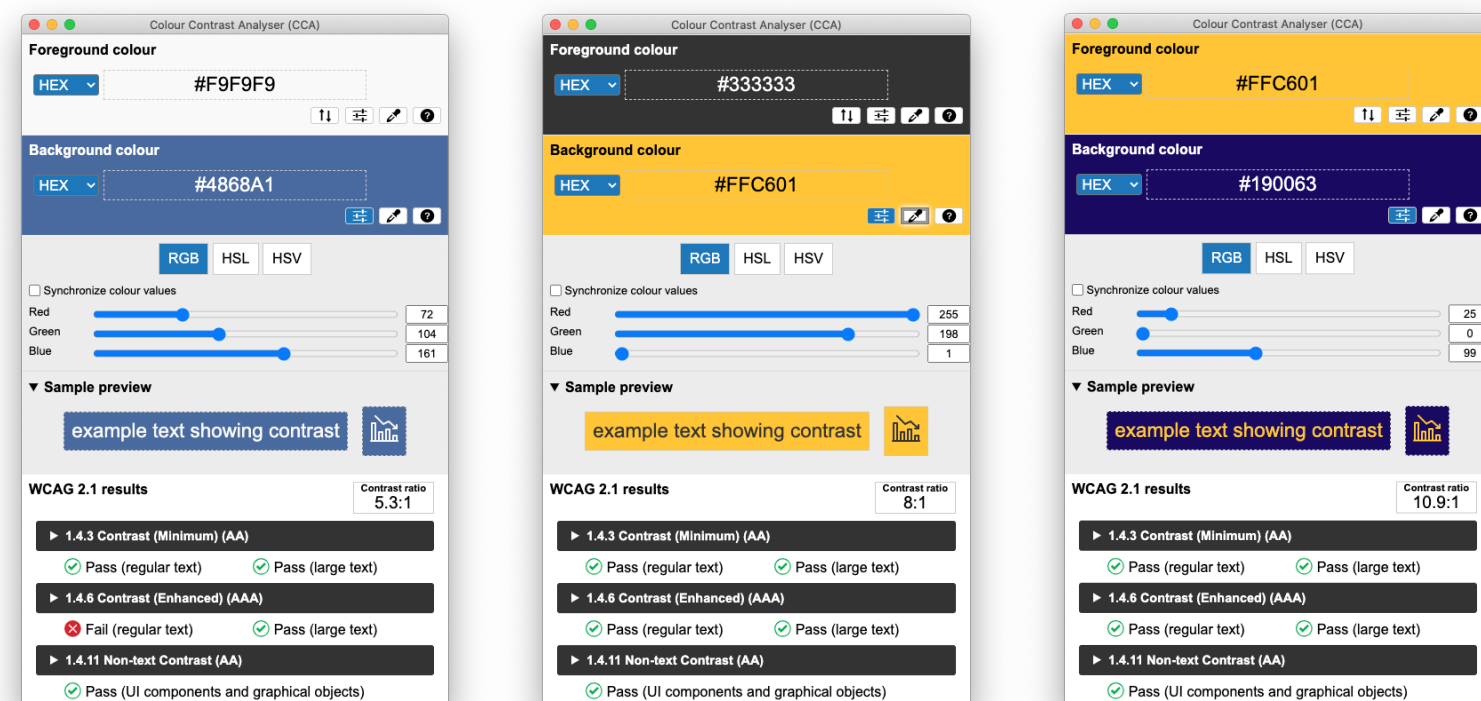 Colour Contrast Analyser (CCA)
Foreground colour
HEX
#F9F9F9
Background colour
HEX
#4868A1
RGB HSL HSV
Synchronize colour values
Red 72
Green 104
Blue 161
Sample preview
example text showing contrast
WCAG 2.1 results
Contrast ratio
5.3:1
1.4.3 Contrast (Minimum) (AA)
Pass (regular text) Pass (large text)
1.4.6 Contrast (Enhanced) (AAA)
Fail (regular text) Pass (large text)
1.4.11 Non-text Contrast (AA)
Pass (UI components and graphical objects)
Colour Contrast Analyser (CCA)
Foreground colour
HEX
#333333
Background colour
HEX
#FFC601
RGB HSL HSV
Synchronize colour values
Red 255
Green 198
Blue 1
Sample preview
example text showing contrast
WCAG 2.1 results
Contrast ratio
8:1
1.4.3 Contrast (Minimum) (AA)
Pass (regular text) Pass (large text)
1.4.6 Contrast (Enhanced) (AAA)
Pass (regular text) Pass (large text)
1.4.11 Non-text Contrast (AA)
Pass (UI components and graphical objects)
Colour Contrast Analyser (CCA)
Foreground colour
HEX
#FFC601
Background colour
HEX
#190063
RGB HSL HSV
Synchronize colour values
Red 25
Green 0
Blue 99
Sample preview
example text showing contrast
WCAG 2.1 results
Contrast ratio
10.9:1
1.4.3 Contrast (Minimum) (AA)
Pass (regular text) Pass (large text)
1.4.6 Contrast (Enhanced) (AAA)
Pass (regular text) Pass (large text)
1.4.11 Non-text Contrast (AA)
Pass (UI components and graphical objects)